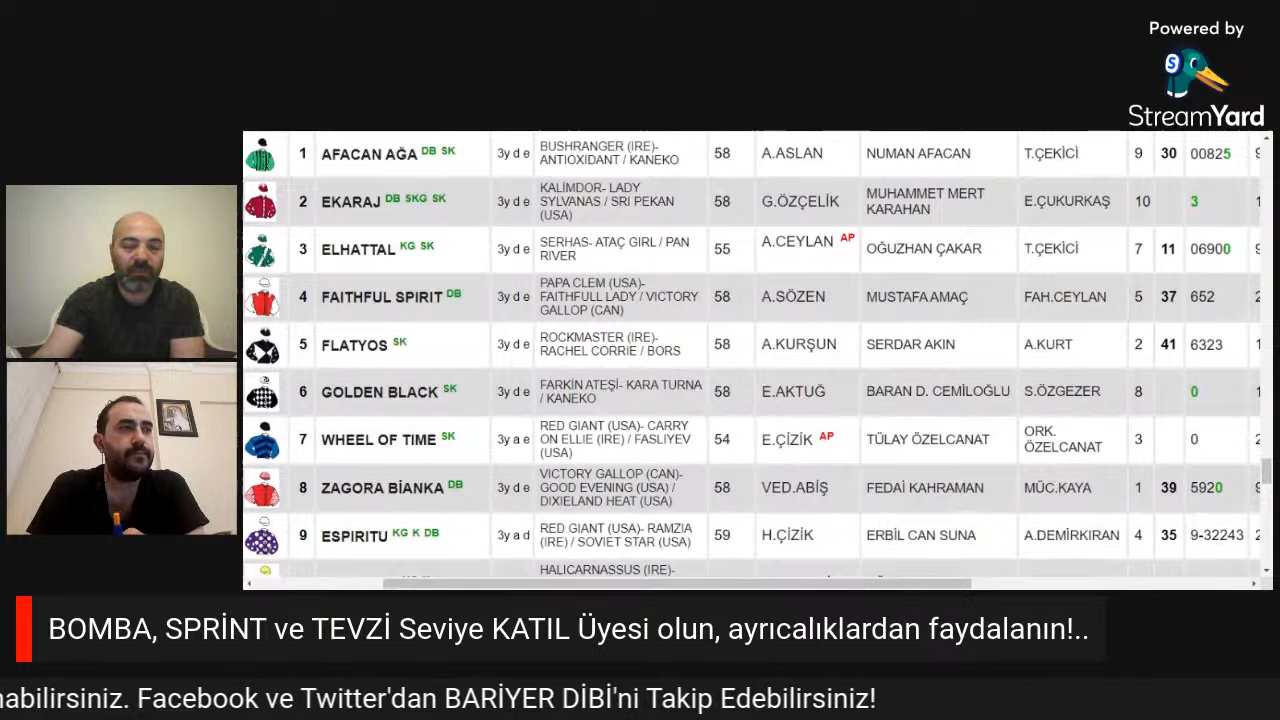 Powered by
StreamYard
1 AFACAN AĞA DB SK 3y d e BUSHRANGER (IRE)- ANTIOXIDANT / KANEKO 58 A.ASLAN NUMAN AFACAN T.ÇEKİCİ 9 30 00825
2 EKARAJ DB SKG SK 3y d e KALİMDOR- LADY SYLVANAS / SRI PEKAN (USA) 58 G.ÖZÇELİK MUHAMMET MERT KARAHAN E.ÇUKURKAŞ 10 3
3 ELHATTAL KG SK 3y d e SERHAS- ATAÇ GIRL / PAN RIVER 55 A.CEYLAN AP OĞUZHAN ÇAKAR T.ÇEKİCİ 7 11 06900
4 FAITHFUL SPIRIT DB 3y d e PAPA CLEM (USA)- FAITHFULL LADY / VICTORY GALLOP (CAN) 58 A.SÖZEN MUSTAFA AMAÇ FAH.CEYLAN 5 37 652
5 FLATYOS SK 3y d e ROCKMASTER (IRE)- RACHEL CORRIE / BORS 58 A.KURŞUN SERDAR AKIN A.KURT 2 41 6323
6 GOLDEN BLACK SK 3y d e FARKIN ATEŞİ- KARA TURNA / KANEKO 58 E.AKTUĞ BARAN D. CEMİLOĞLU S.ÖZGEZER 8 0
7 WHEEL OF TIME SK 3y a e RED GIANT (USA)- CARRY ON ELLIE (IRE) / FASLIYEV (USA) 54 E.ÇİZİK AP TÜLAY ÖZELCANAT ORK. ÖZELCANAT 3 0
8 ZAGORA BİANKA DB 3y d e VICTORY GALLOP (CAN)- GOOD EVENING (USA) / DIXIELAND HEAT (USA) 58 VED.ABİŞ FEDAİ KAHRAMAN MÜC.KAYA 1 39 5920
9 ESPIRITU KG K DB 3y a d RED GIANT (USA)- RAMZIA (IRE) / SOVIET STAR (USA) 59 H.ÇİZİK ERBİL CAN SUNA A.DEMİRKIRAN 4 35 9-32243
HALICARNASSUS (IRE)-
BOMBA, SPRİNT ve TEVZİ Seviye KATIL Üyesi olun, ayrıcalıklardan faydalanın!..
nabilirsiniz. Facebook ve Twitter'dan BARİYER DİBİ'ni Takip Edebilirsiniz!